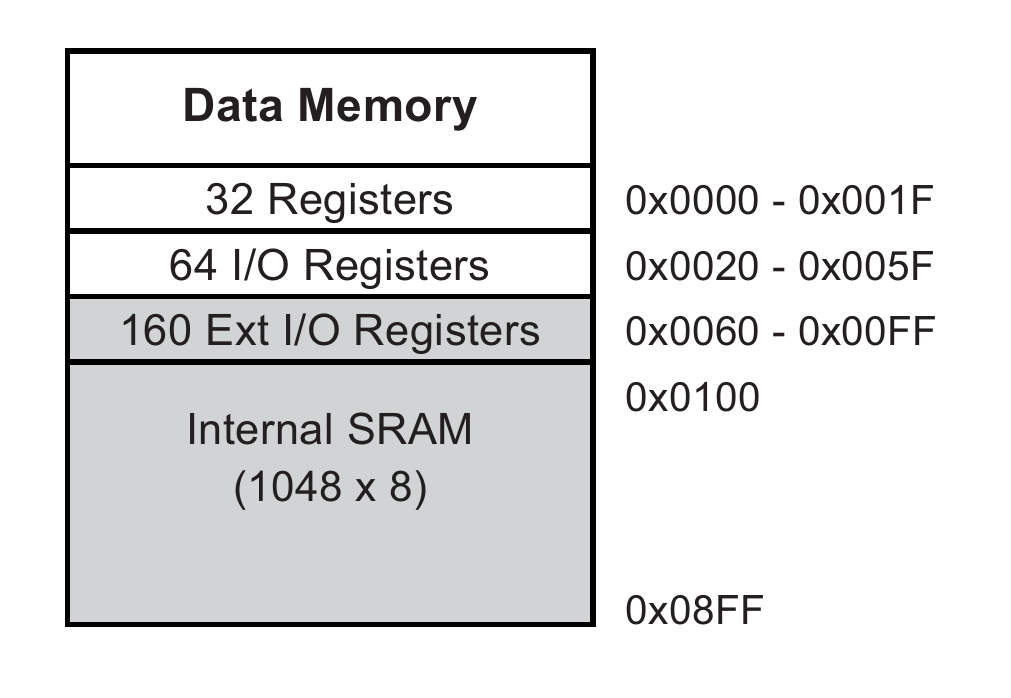 Data Memory
32 Registers 0x0000 - 0x001F
64 I/O Registers 0x0020 - 0x005F
160 Ext I/O Registers 0x0060 - 0x00FF
0x0100
Internal SRAM
(1048 x 8)
0x08FF